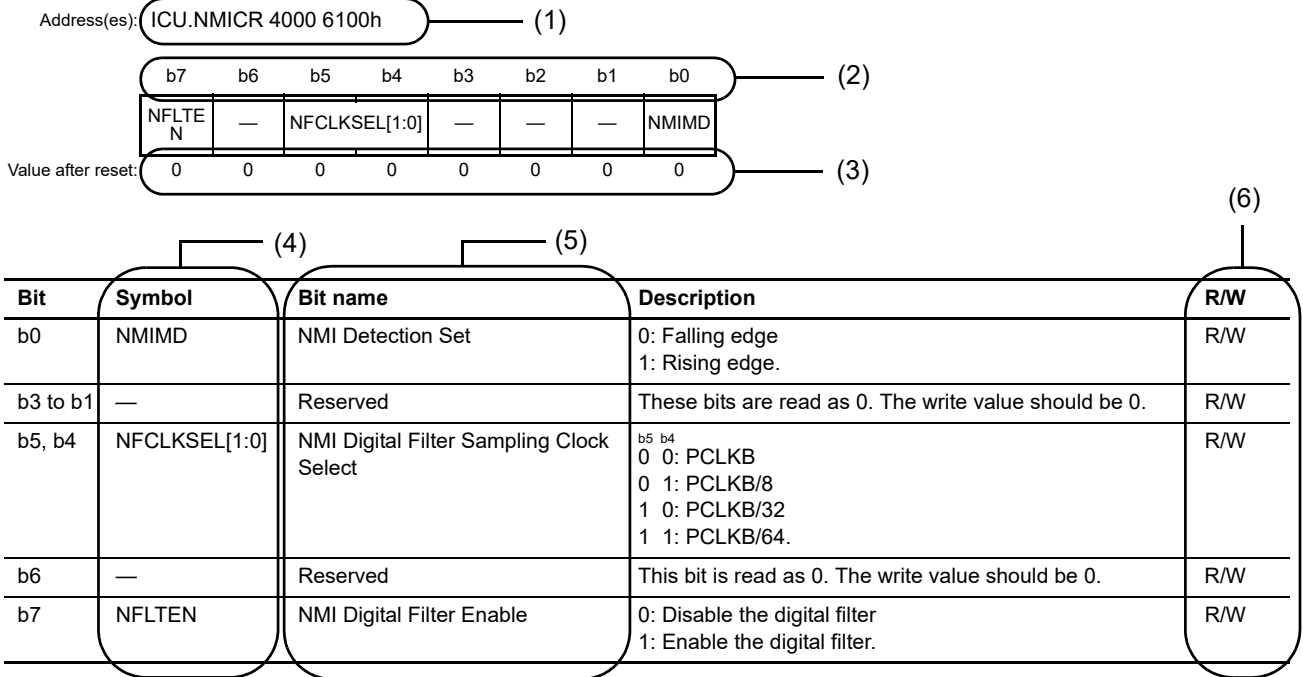 Address(es): ICU.NMICR 4000 6100h (1)
b7 b6 b5 b4 b3 b2 b1 b0 (2)
NFLTE
N — NFCLKSEL[1:0] — — — NMIMD
Value after reset: 0 0 0 0 0 0 0 0 (3)
(6)
(4) (5)
Bit Symbol Bit name Description R/W
b0 NMIMD NMI Detection Set 0: Falling edge R/W
1: Rising edge.
b3 to b1 — Reserved These bits are read as 0. The write value should be 0. R/W
b5, b4 NFCLKSEL[1:0] NMI Digital Filter Sampling Clock b5 b4 R/W
Select 0 0: PCLKB
0 1: PCLKB/8
1 0: PCLKB/32
1 1: PCLKB/64.
b6 — Reserved This bit is read as 0. The write value should be 0. R/W
b7 NFLTEN NMI Digital Filter Enable 0: Disable the digital filter R/W
1: Enable the digital filter.